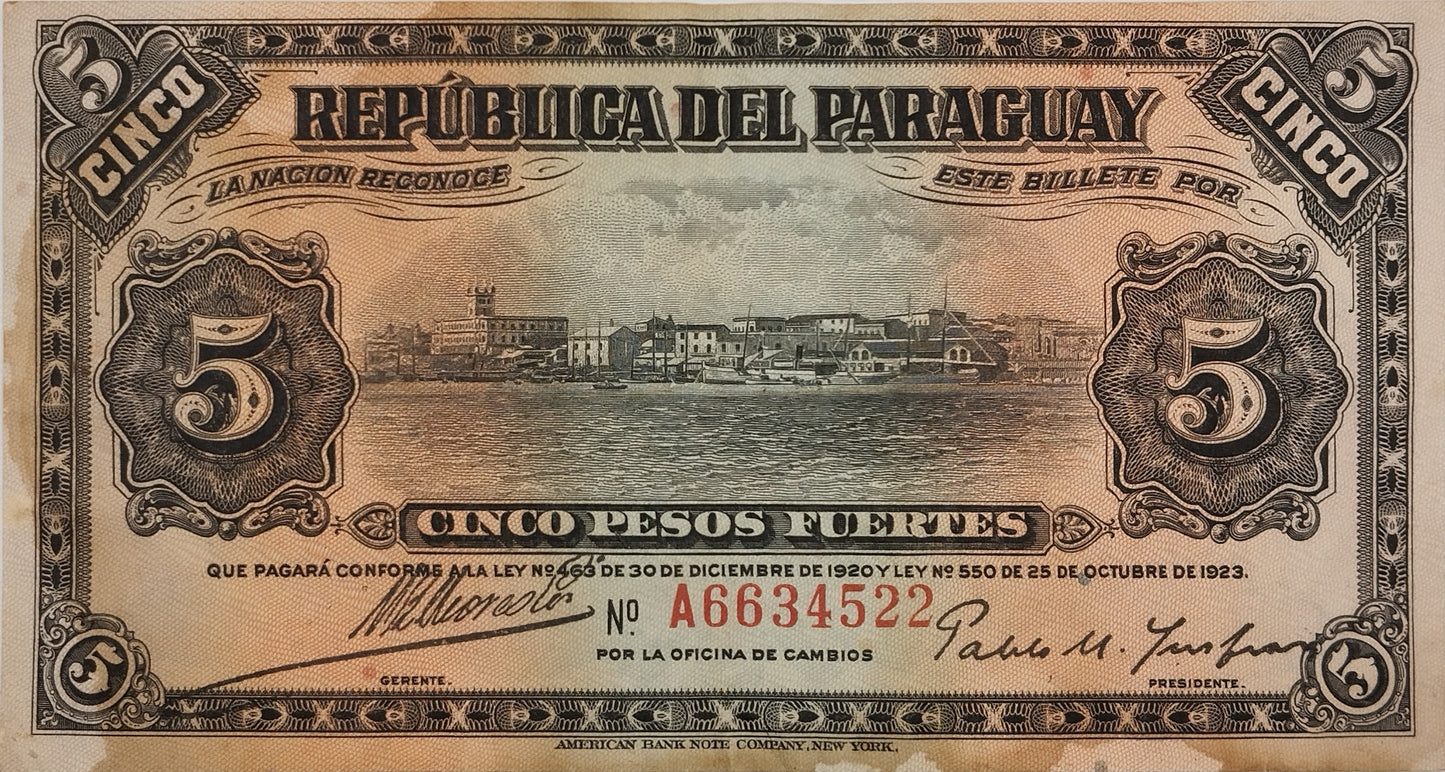 5 CINCO
5 CINCO
REPÚBLICA DEL PARAGUAY
LA NACION RECONOCE
ESTE BILLETE POR
5
5
CINCO PESOS FUERTES
QUE PAGARÁ CONFORME A LA LEY Nº 463 DE 30 DE DICIEMBRE DE 1920 Y LEY Nº 550 DE 25 DE OCTUBRE DE 1923.
Nº A6634522
Pablo M.
POR LA OFICINA DE CAMBIOS
GERENTE.
PRESIDENTE.
5
5
AMERICAN BANK NOTE COMPANY, NEW YORK.